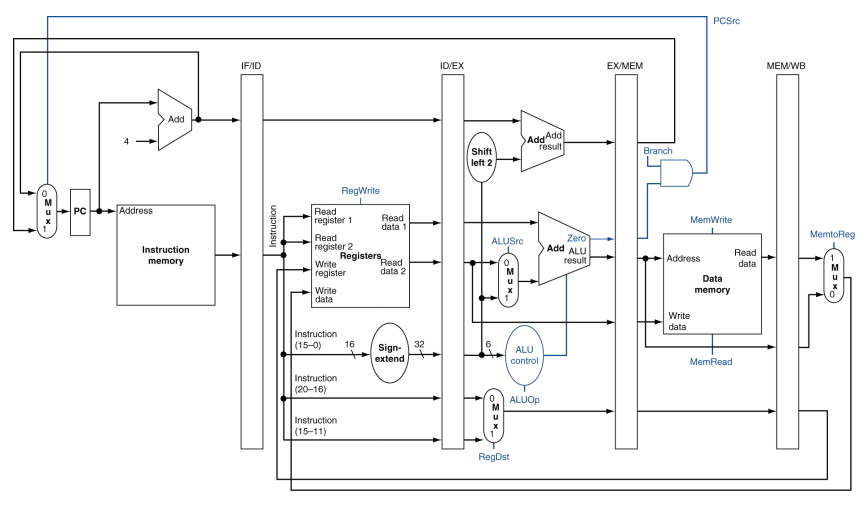 PCSrc
IF/ID
ID/EX
EX/MEM
MEM/WB
Add
4
Add
Add
result
Shift
left 2
Branch
0
M
u
x
1
PC
Address
Instruction
memory
Instruction
RegWrite
Read
register 1
Read
register 2
Write
register
Write
data
Registers
Read
data 1
Read
data 2
ALUSrc
0
M
u
x
1
Zero
Add
ALU
result
MemWrite
Address
Read
data
Data
memory
Write
data
MemRead
MemtoReg
1
M
u
x
0
Instruction
(15–0)
16
Sign-
extend
32
6
ALU
control
ALUOp
Instruction
(20–16)
Instruction
(15–11)
0
M
u
x
1
RegDst